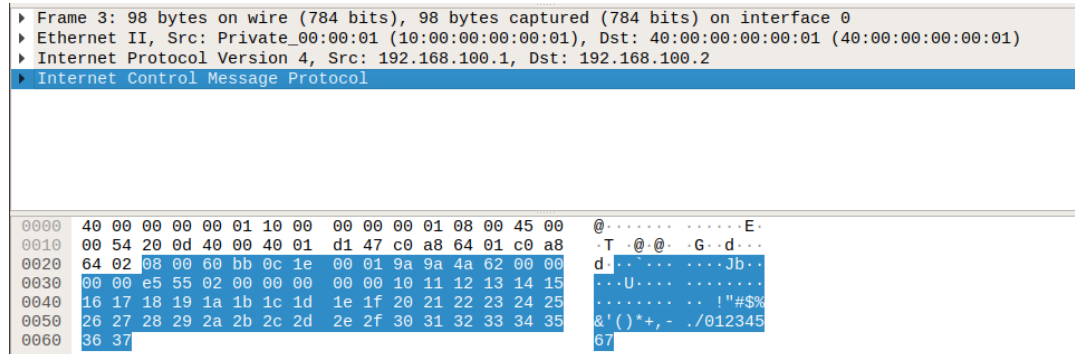 Frame 3: 98 bytes on wire (784 bits), 98 bytes captured (784 bits) on interface 0
Ethernet II, Src: Private_00:00:01 (10:00:00:00:00:01), Dst: 40:00:00:00:00:01 (40:00:00:00:00:01)
Internet Protocol Version 4, Src: 192.168.100.1, Dst: 192.168.100.2
Internet Control Message Protocol
0000 40 00 00 00 00 01 10 00 00 00 00 01 08 00 45 00 @······· ······E·
0010 00 54 20 0d 40 00 40 01 d1 47 c0 a8 64 01 c0 a8 ·T ·@·@· ·G··d···
0020 64 02 08 00 60 bb 0c 1e 00 01 9a 9a 4a 62 00 00 d···`··· ····Jb··
0030 00 00 e5 55 02 00 00 00 00 00 10 11 12 13 14 15 ···U···· ········
0040 16 17 18 19 1a 1b 1c 1d 1e 1f 20 21 22 23 24 25 ········ ·· !"#$%
0050 26 27 28 29 2a 2b 2c 2d 2e 2f 30 31 32 33 34 35 &'()*+,- ./012345
0060 36 37 67